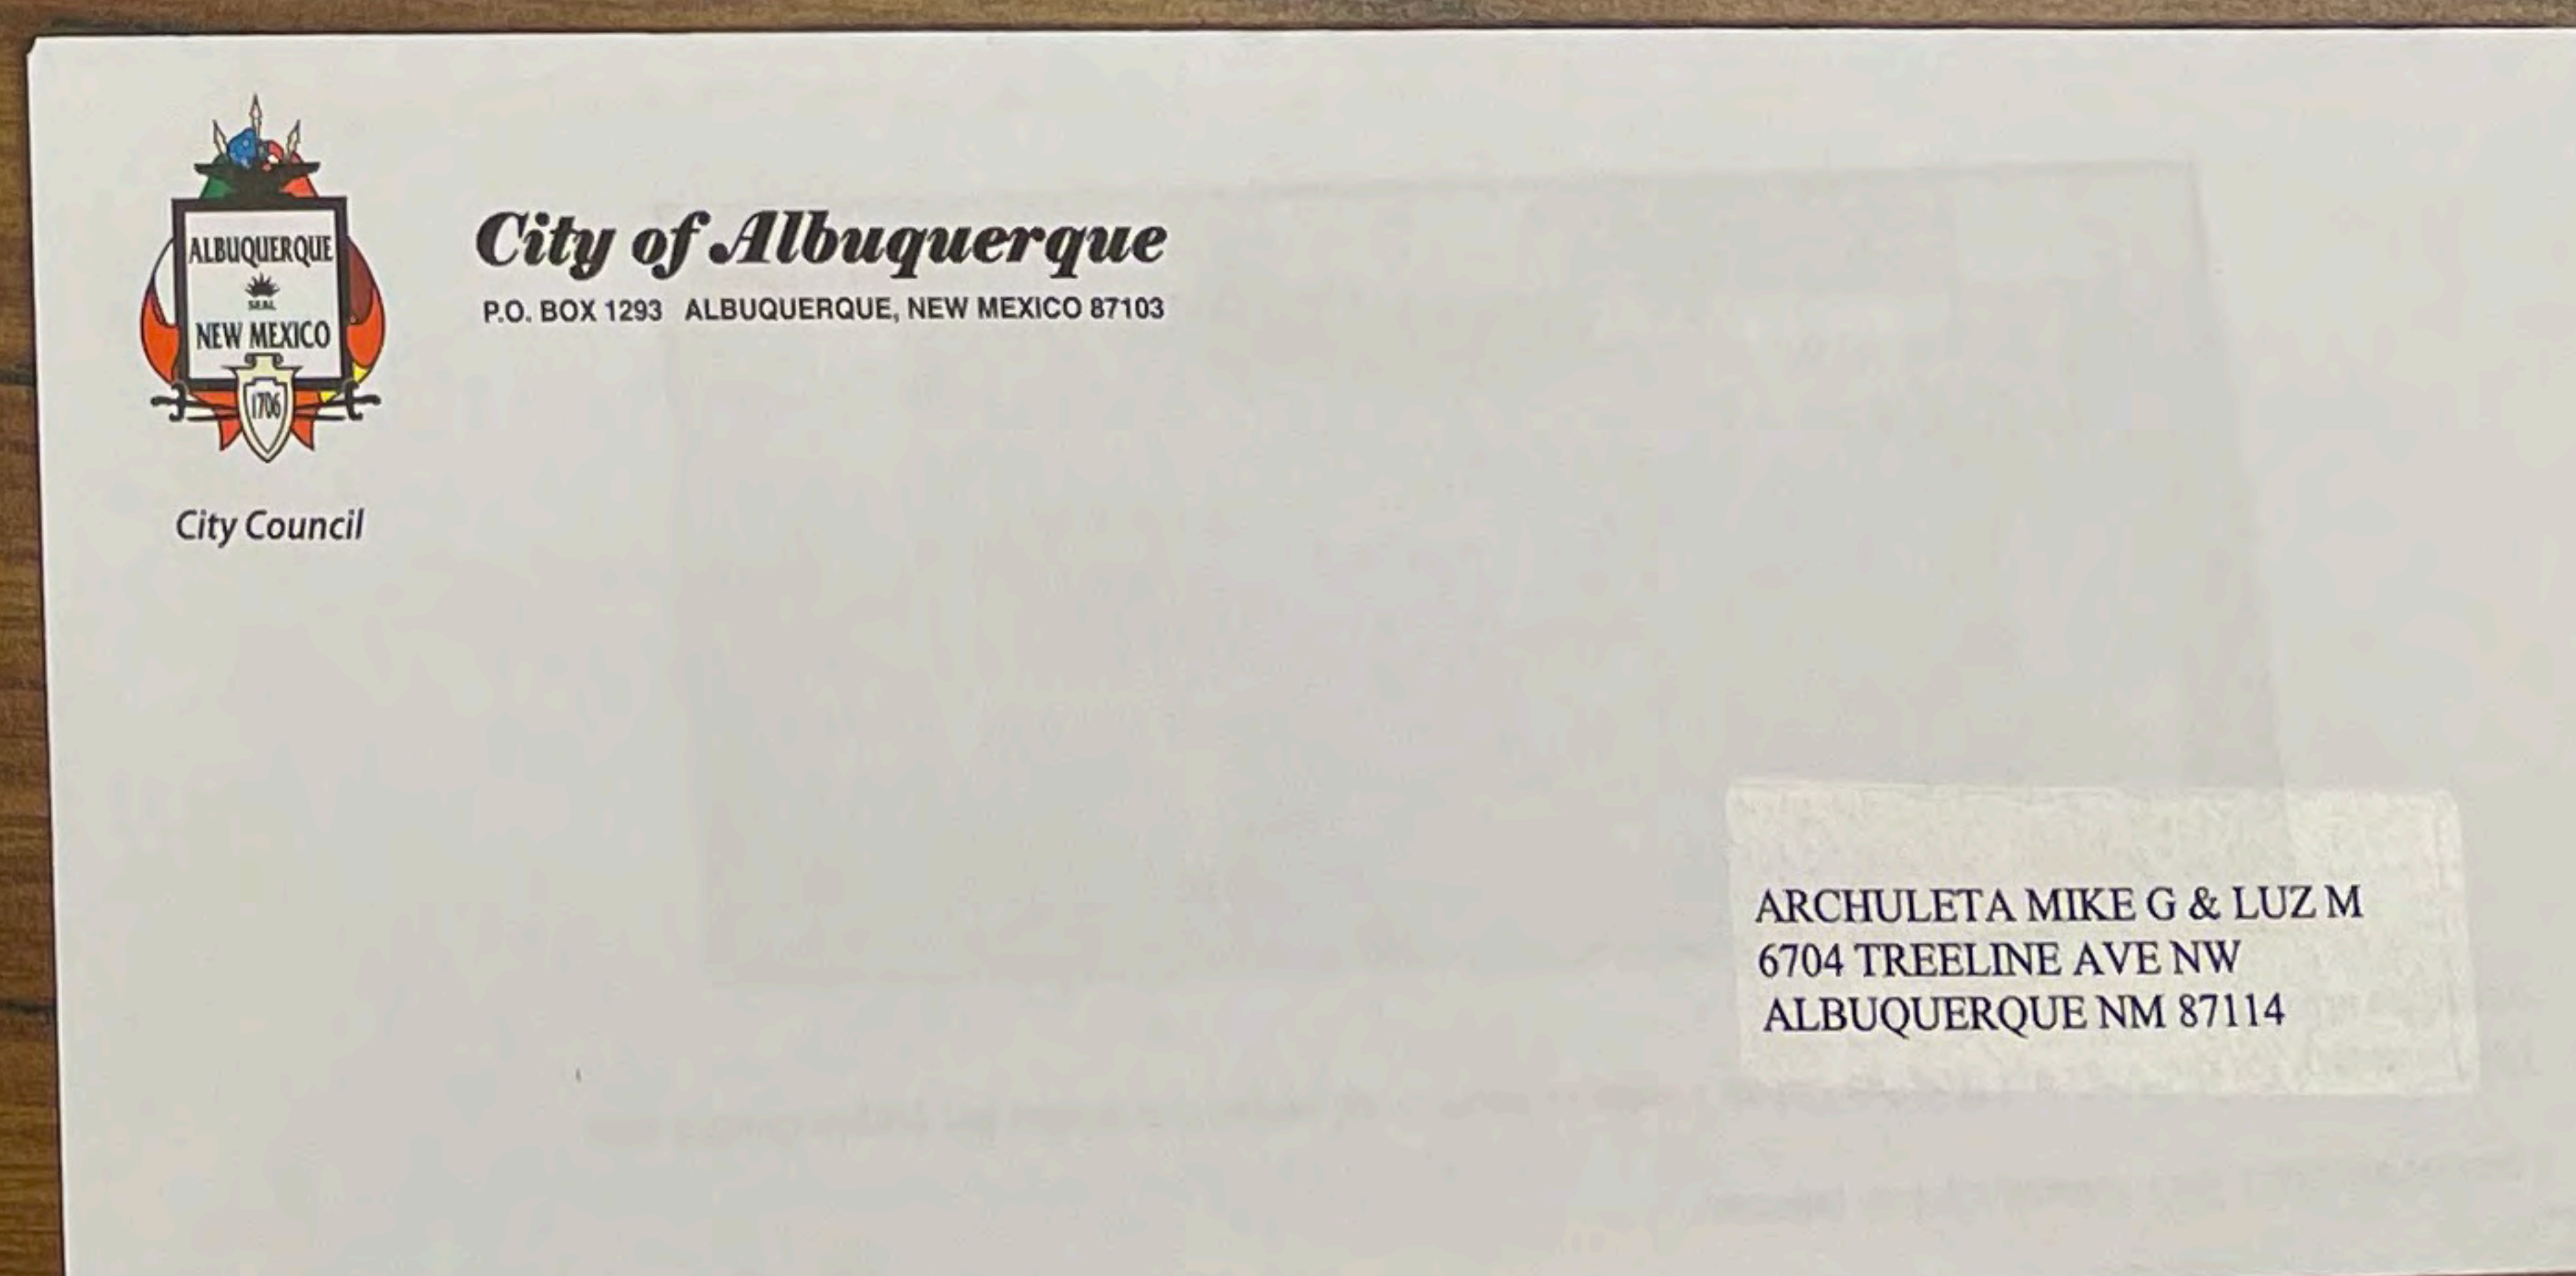 ALBUQUERQUE
SEAL
NEW MEXICO
1706
City Council
City of Albuquerque
P.O. BOX 1293 ALBUQUERQUE, NEW MEXICO 87103
ARCHULETA MIKE G & LUZ M
6704 TREELINE AVE NW
ALBUQUERQUE NM 87114